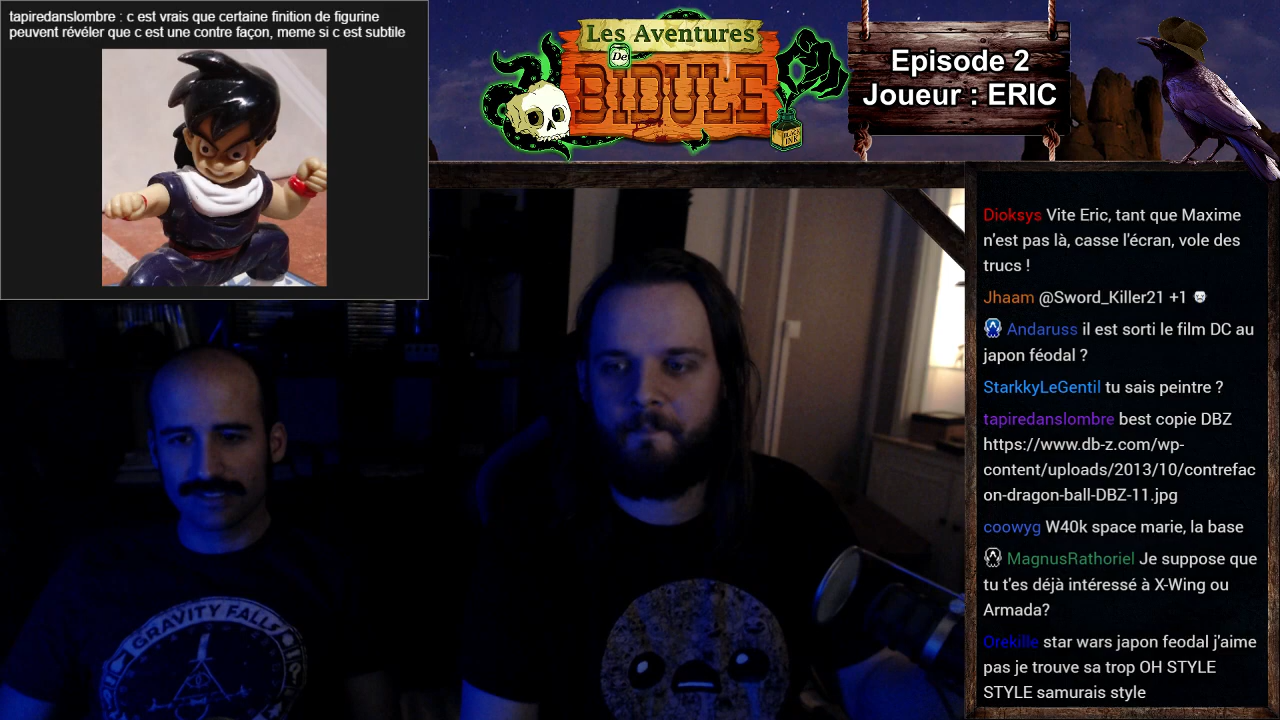 tapiredanslombre : c est vrais que certaine finition de figurine
peuvent révéler que c est une contre façon, meme si c est subtile
Les Aventures
De
BIDULE
BLACK
INK
Episode 2
Joueur : ERIC
Dioksys Vite Eric, tant que Maxime
n'est pas là, casse l'écran, vole des
trucs !
Jhaam @Sword_Killer21 +1
Andaruss il est sorti le film DC au
japon féodal ?
StarkkyLeGentil tu sais peintre ?
tapiredanslombre best copie DBZ
https://www.db-z.com/wp-
content/uploads/2013/10/contrefac
on-dragon-ball-DBZ-11.jpg
coowyg W40k space marie, la base
MagnusRathoriel Je suppose que
tu t'es déjà intéressé à X-Wing ou
Armada?
Orekille star wars japon feodal j'aime
pas je trouve sa trop OH STYLE
STYLE samurais style
GRAVITY FALLS